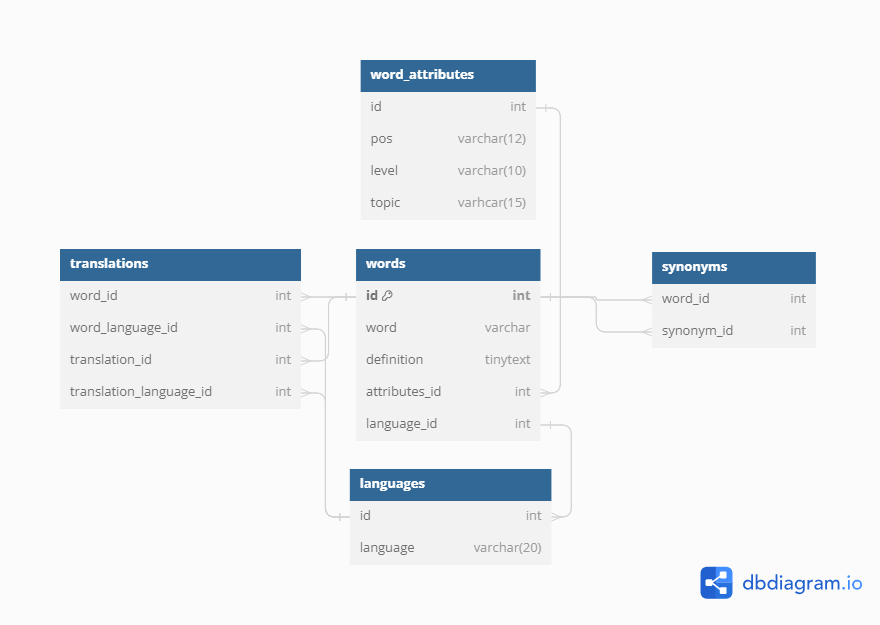 word_attributes
id int
pos varchar(12)
level varchar(10)
topic varhcar(15)
translations
word_id int
word_language_id int
translation_id int
translation_language_id int
words
id int
word varchar
definition tinytext
attributes_id int
language_id int
synonyms
word_id int
synonym_id int
languages
id int
language varchar(20)
dbdiagram.io